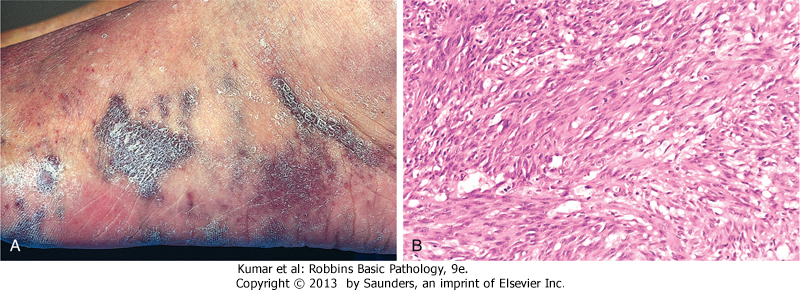 A
B
Kumar et al: Robbins Basic Pathology, 9e.
Copyright © 2013 by Saunders, an imprint of Elsevier Inc.